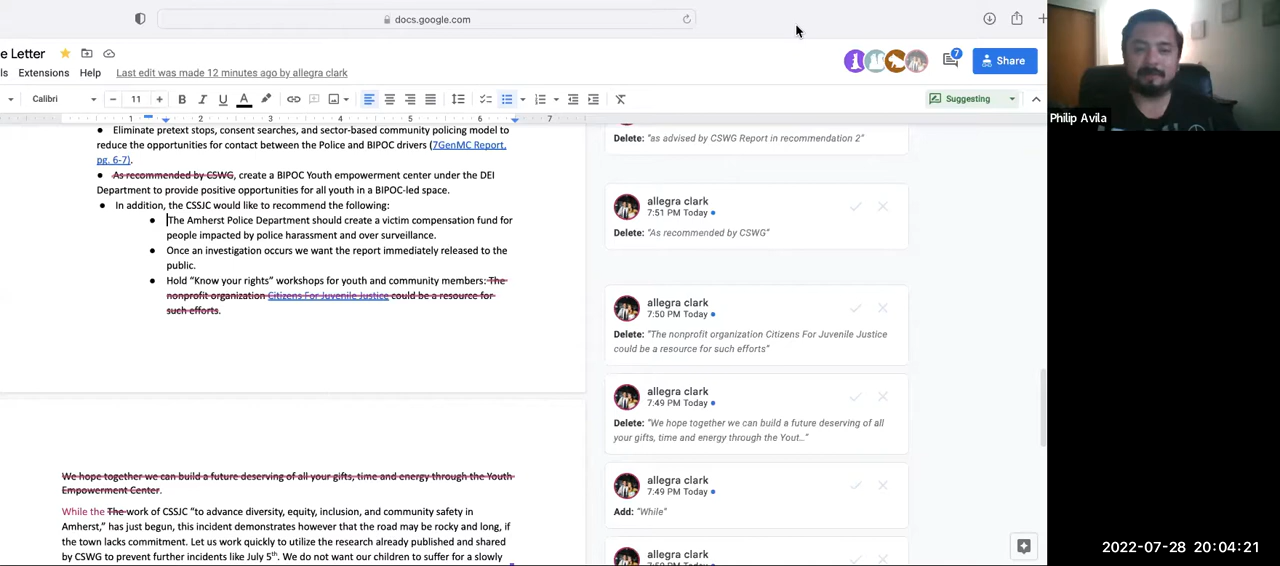 docs.google.com
e Letter
7
Share
ls Extensions Help Last edit was made 12 minutes ago by allegra clark
Calibri
11
B I U A
Suggesting
1 2 3 4 5 6 7
Eliminate pretext stops, consent searches, and sector-based community policing model to
reduce the opportunities for contact between the Police and BIPOC drivers (7GenMC Report,
pg. 6-7).
As recommended by CSWG, create a BIPOC Youth empowerment center under the DEI
Department to provide positive opportunities for all youth in a BIPOC-led space.
In addition, the CSSJC would like to recommend the following:
The Amherst Police Department should create a victim compensation fund for
people impacted by police harassment and over surveillance.
Once an investigation occurs we want the report immediately released to the
public.
Hold “Know your rights” workshops for youth and community members: The
nonprofit organization Citizens For Juvenile Justice could be a resource for
such efforts.
We hope together we can build a future deserving of all your gifts, time and energy through the Youth
Empowerment Center.
While the The work of CSSJC “to advance diversity, equity, inclusion, and community safety in
Amherst,” has just begun, this incident demonstrates however that the road may be rocky and long, if
the town lacks commitment. Let us work quickly to utilize the research already published and shared
by CSWG to prevent further incidents like July 5th. We do not want our children to suffer for a slowly
Delete: “as advised by CSWG Report in recommendation 2”
allegra clark
7:51 PM Today
Delete: “As recommended by CSWG”
allegra clark
7:50 PM Today
Delete: “The nonprofit organization Citizens For Juvenile Justice
could be a resource for such efforts”
allegra clark
7:49 PM Today
Delete: “We hope together we can build a future deserving of all
your gifts, time and energy through the Yout...”
allegra clark
7:49 PM Today
Add: “While”
allegra clark
Philip Avila
2022-07-28 20:04:21